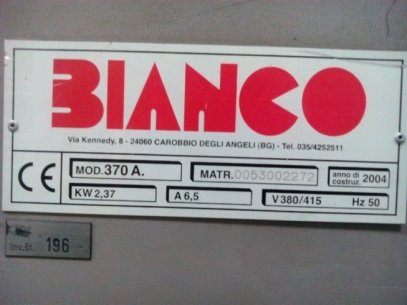 BIANCO
Via Kennedy, 8 - 24060 CAROBBIO DEGLI ANGELI (BG) - Tel. 035/4252511
CE MOD. 370 A. MATR. 0053002272 anno di costruz. 2004
KW 2,37 A 6,5 V 380/415 Hz 50
inv.št. 196 -